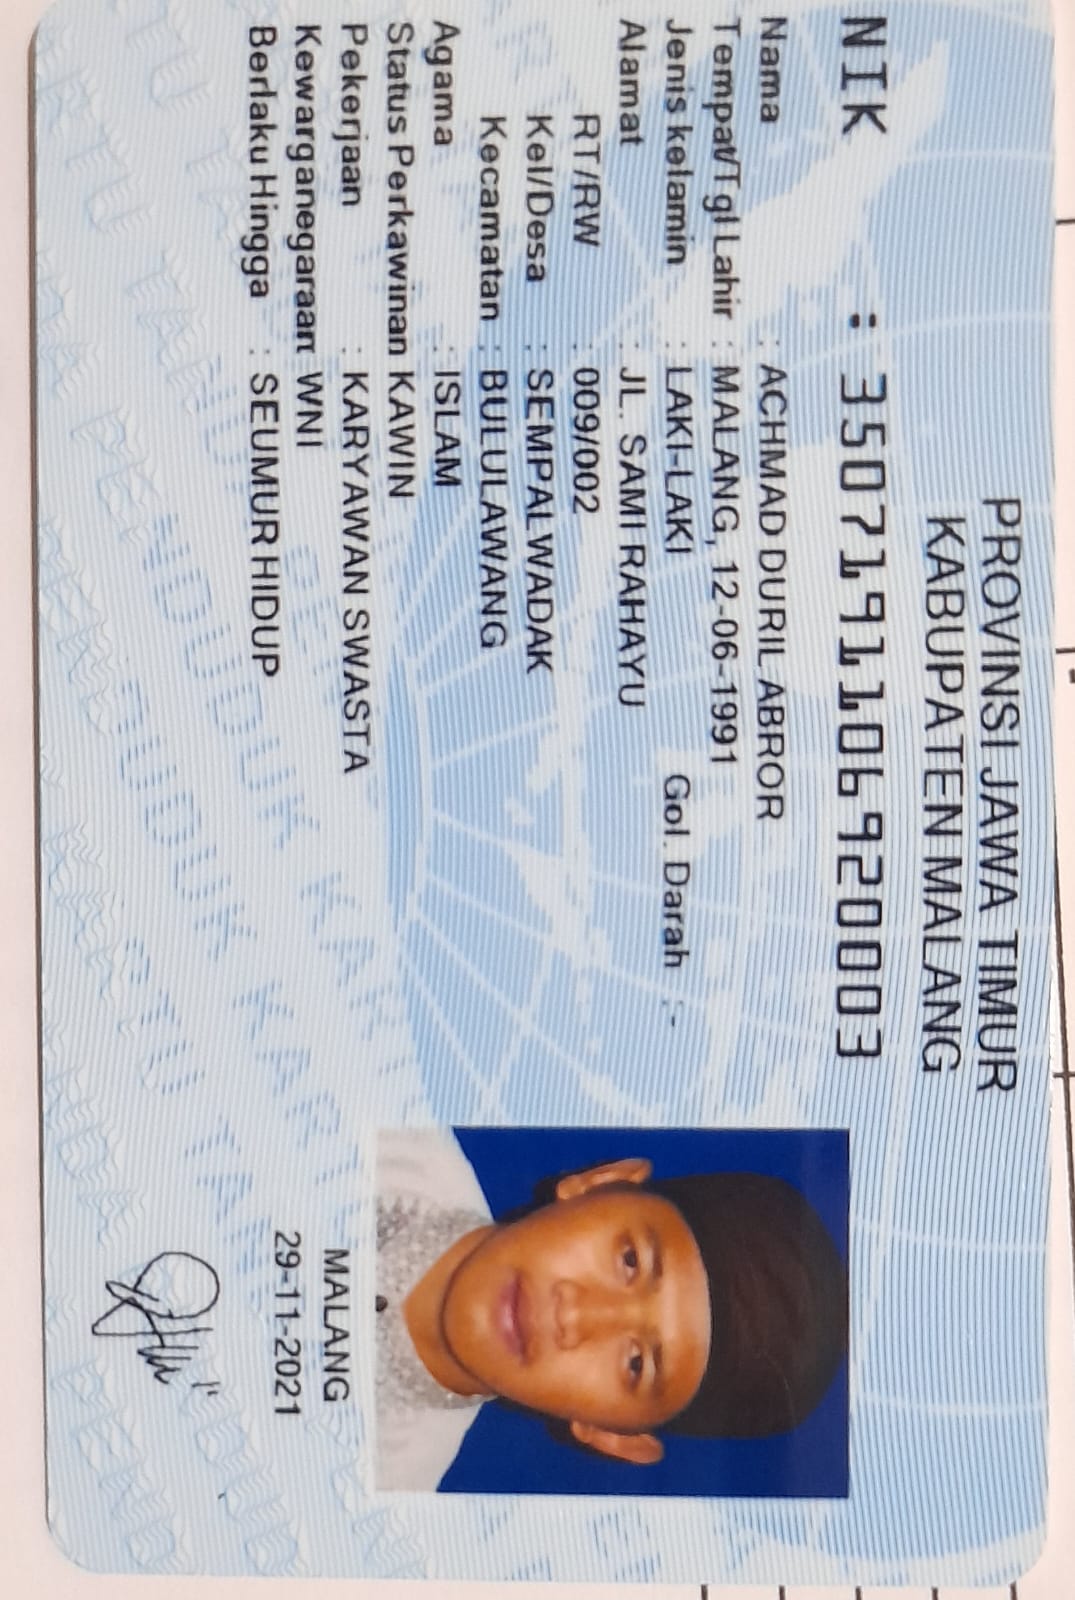 PROVINSI JAWA TIMUR
KABUPATEN MALANG
NIK : 3507191106920003
Nama : ACHMAD DURIL ABROR
Tempat/Tgl Lahir : MALANG, 12-06-1991
Jenis kelamin : LAKI-LAKI Gol. Darah :-
Alamat : JL. SAMI RAHAYU
RT/RW : 009/002
Kel/Desa : SEMPALWADAK
Kecamatan : BULULAWANG
Agama : ISLAM
Status Perkawinan KAWIN
Pekerjaan : KARYAWAN SWASTA
Kewarganegaraan: WNI
Berlaku Hingga : SEUMUR HIDUP
MALANG
29-11-2021